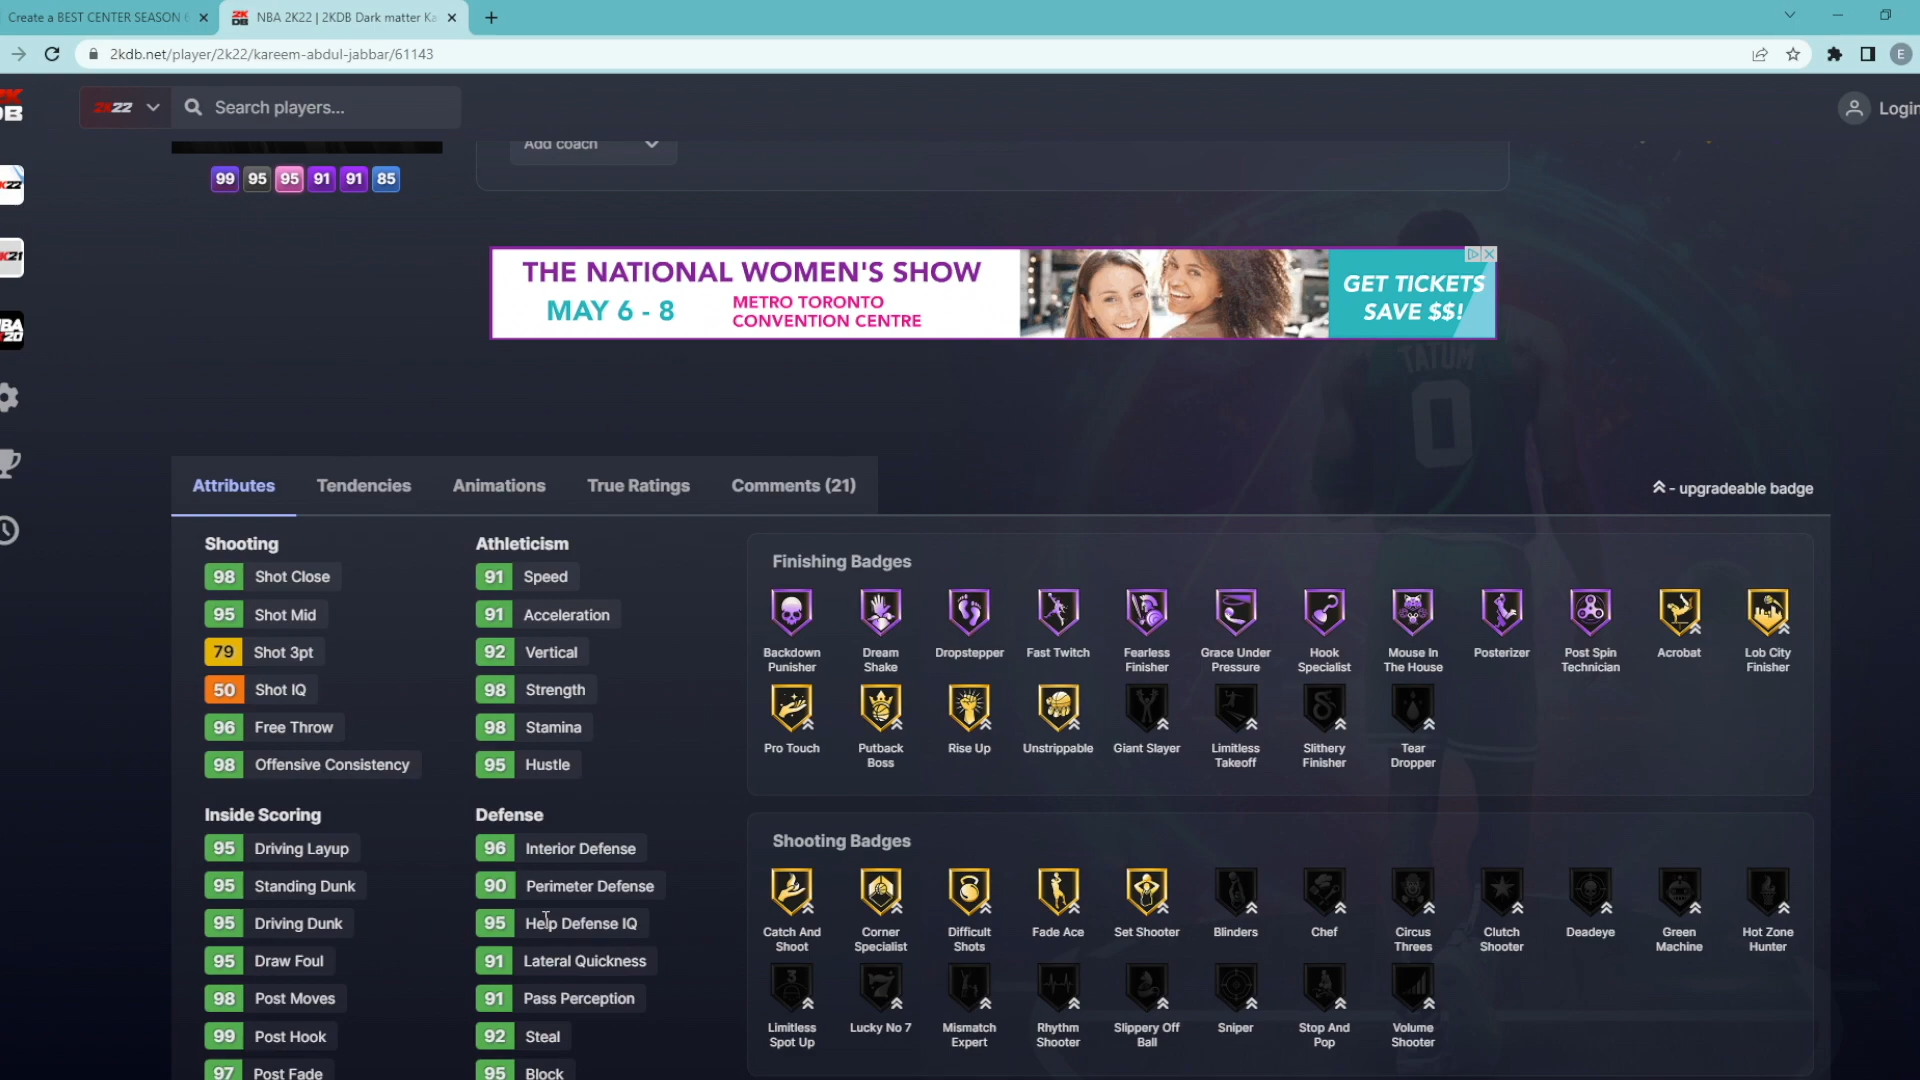 Create a BEST CENTER SEASON 6
NBA 2K22 | 2KDB Dark matter Ka
2kdb.net/player/2k22/kareem-abdul-jabbar/61143
E
2K22
Search players...
Login
Add coach
99 95 95 91 91 85
THE NATIONAL WOMEN'S SHOW
MAY 6 - 8
METRO TORONTO
CONVENTION CENTRE
GET TICKETS
SAVE $$!
TATUM
0
Attributes
Tendencies
Animations
True Ratings
Comments (21)
- upgradeable badge
Shooting
98 Shot Close
95 Shot Mid
79 Shot 3pt
50 Shot IQ
96 Free Throw
98 Offensive Consistency
Inside Scoring
95 Driving Layup
95 Standing Dunk
95 Driving Dunk
95 Draw Foul
98 Post Moves
99 Post Hook
97 Post Fade
Athleticism
91 Speed
91 Acceleration
92 Vertical
98 Strength
98 Stamina
95 Hustle
Defense
96 Interior Defense
90 Perimeter Defense
95 Help Defense IQ
91 Lateral Quickness
91 Pass Perception
92 Steal
95 Block
Finishing Badges
Backdown
Punisher
Dream
Shake
Dropstepper
Fast Twitch
Fearless
Finisher
Grace Under
Pressure
Hook
Specialist
Mouse In
The House
Posterizer
Post Spin
Technician
Acrobat
Lob City
Finisher
Pro Touch
Putback
Boss
Rise Up
Unstrippable
Giant Slayer
Limitless
Takeoff
Slithery
Finisher
Tear
Dropper
Shooting Badges
Catch And
Shoot
Corner
Specialist
Difficult
Shots
Fade Ace
Set Shooter
Blinders
Chef
Circus
Threes
Clutch
Shooter
Deadeye
Green
Machine
Hot Zone
Hunter
Limitless
Spot Up
Lucky No 7
Mismatch
Expert
Rhythm
Shooter
Slippery Off
Ball
Sniper
Stop And
Pop
Volume
Shooter